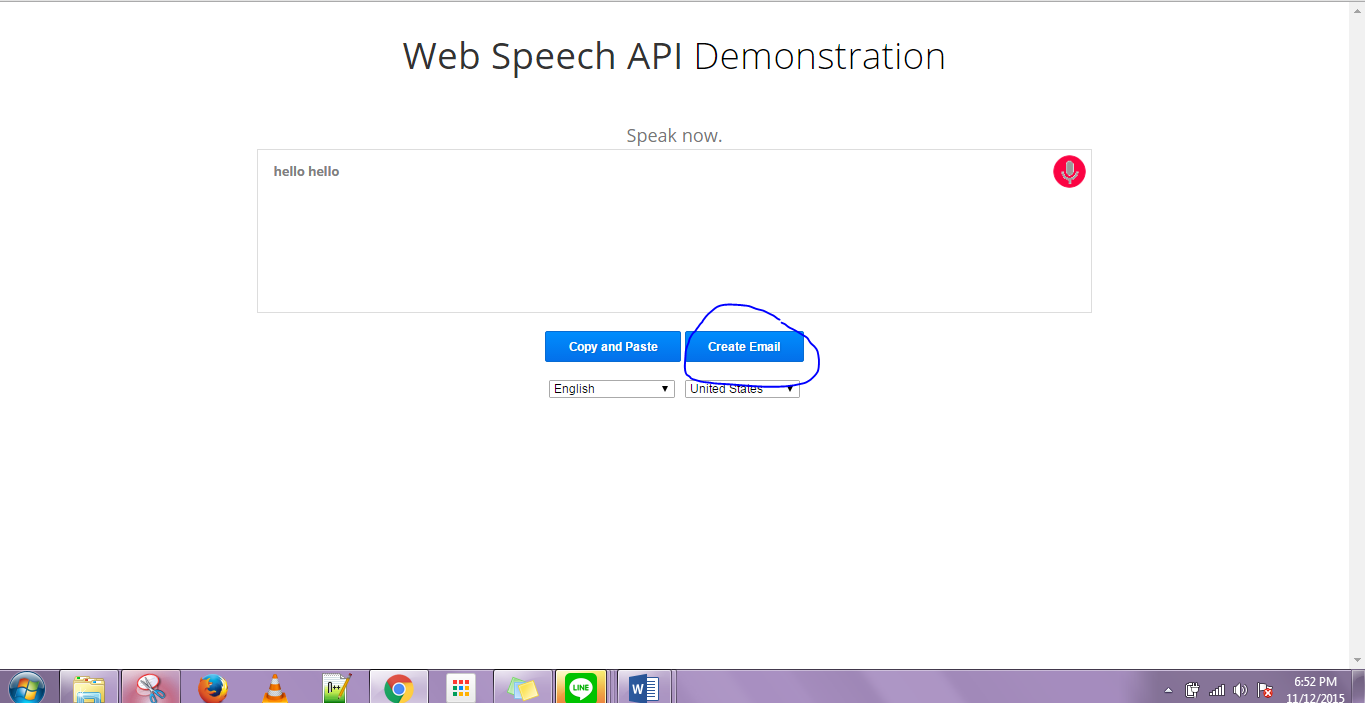 Web Speech API Demonstration
Speak now.
hello hello
Copy and Paste
Create Email
English
United States
LINE
W
6:52 PM
11/12/2015